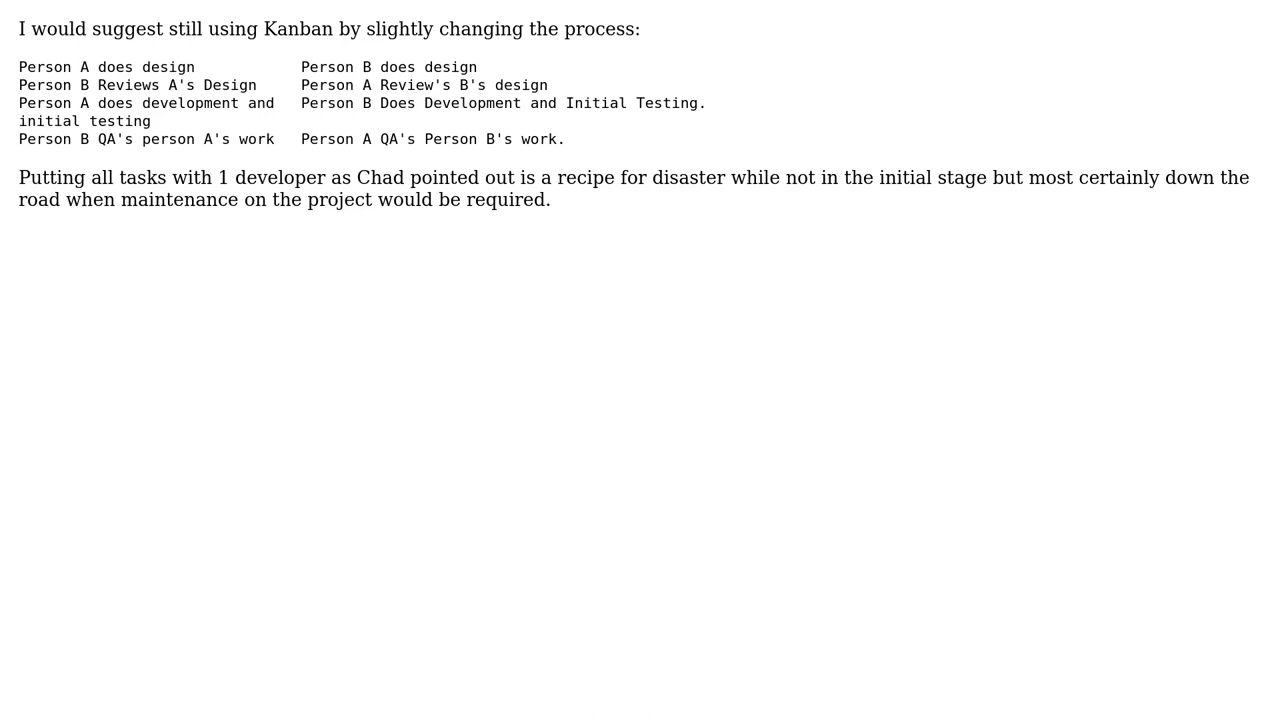 I would suggest still using Kanban by slightly changing the process:
Person A does design            Person B does design
Person B Reviews A's Design     Person A Review's B's design
Person A does development and   Person B Does Development and Initial Testing.
initial testing
Person B QA's person A's work   Person A QA's Person B's work.
Putting all tasks with 1 developer as Chad pointed out is a recipe for disaster while not in the initial stage but most certainly down the
road when maintenance on the project would be required.